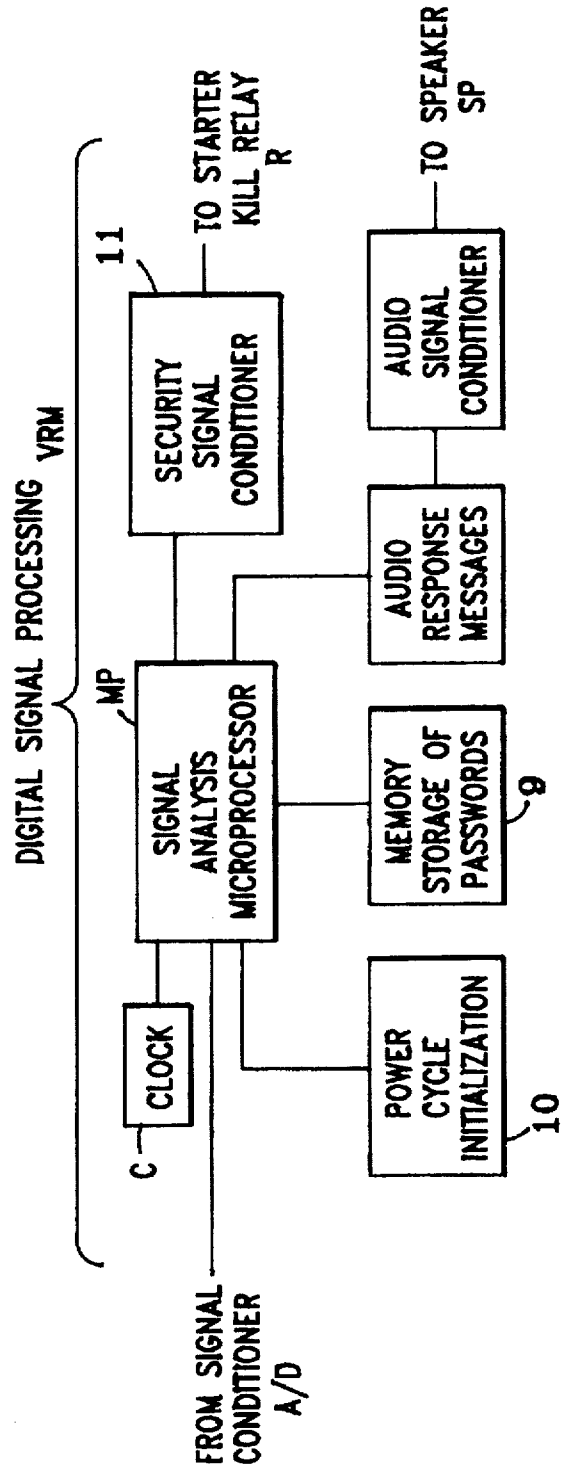 DIGITAL SIGNAL PROCESSING
VRM
FROM SIGNAL
CONDITIONER
A/D
C
CLOCK
MP
SIGNAL
ANALYSIS
MICROPROCESSOR
11
SECURITY
SIGNAL
CONDITIONER
TO STARTER
KILL RELAY
R
POWER
CYCLE
INITIALIZATION
10
MEMORY
STORAGE OF
PASSWORDS
9
AUDIO
RESPONSE
MESSAGES
AUDIO
SIGNAL
CONDITIONER
TO SPEAKER
SP